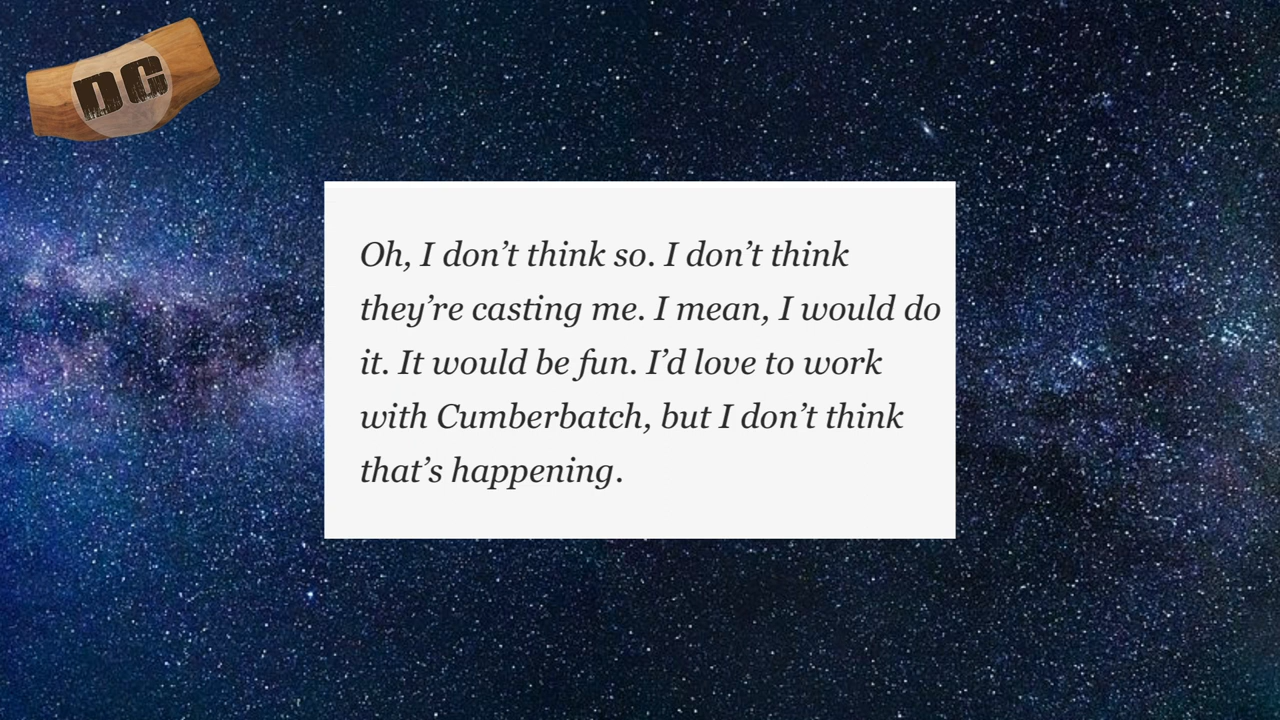 DC
Oh, I don’t think so. I don’t think
they’re casting me. I mean, I would do
it. It would be fun. I’d love to work
with Cumberbatch, but I don’t think
that’s happening.